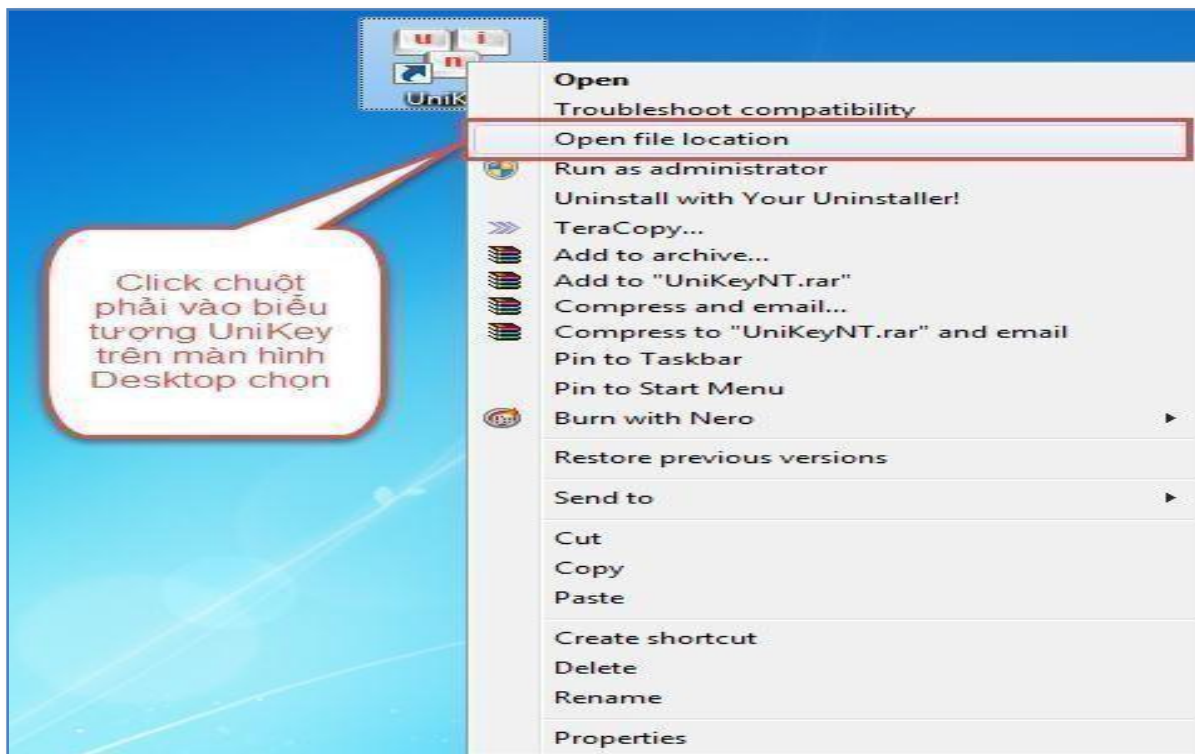 u i
n
UniK
Open
Troubleshoot compatibility
Open file location
Run as administrator
Uninstall with Your Uninstaller!
TeraCopy...
Add to archive...
Add to "UniKeyNT.rar"
Compress and email...
Compress to "UniKeyNT.rar" and email
Pin to Taskbar
Pin to Start Menu
Burn with Nero
Restore previous versions
Send to
Cut
Copy
Paste
Create shortcut
Delete
Rename
Properties
Click chuột
phải vào biểu
tượng UniKey
trên màn hình
Desktop chọn